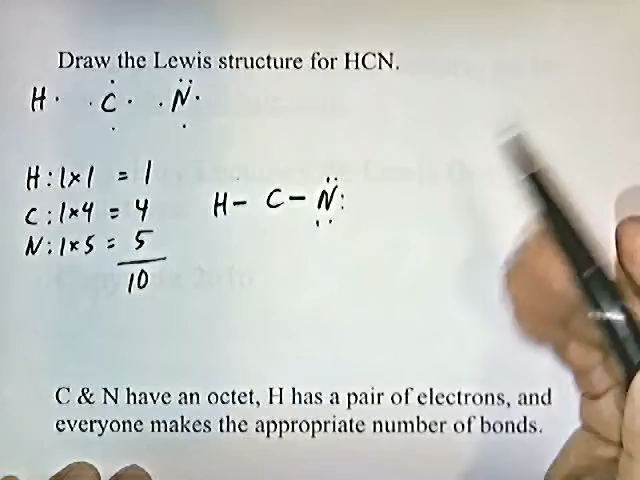 Draw the Lewis structure for HCN.
H · · C · · N ·
H : 1 × 1 = 1
C : 1 × 4 = 4
N : 1 × 5 = 5
10
H – C – N :
C & N have an octet, H has a pair of electrons, and
everyone makes the appropriate number of bonds.